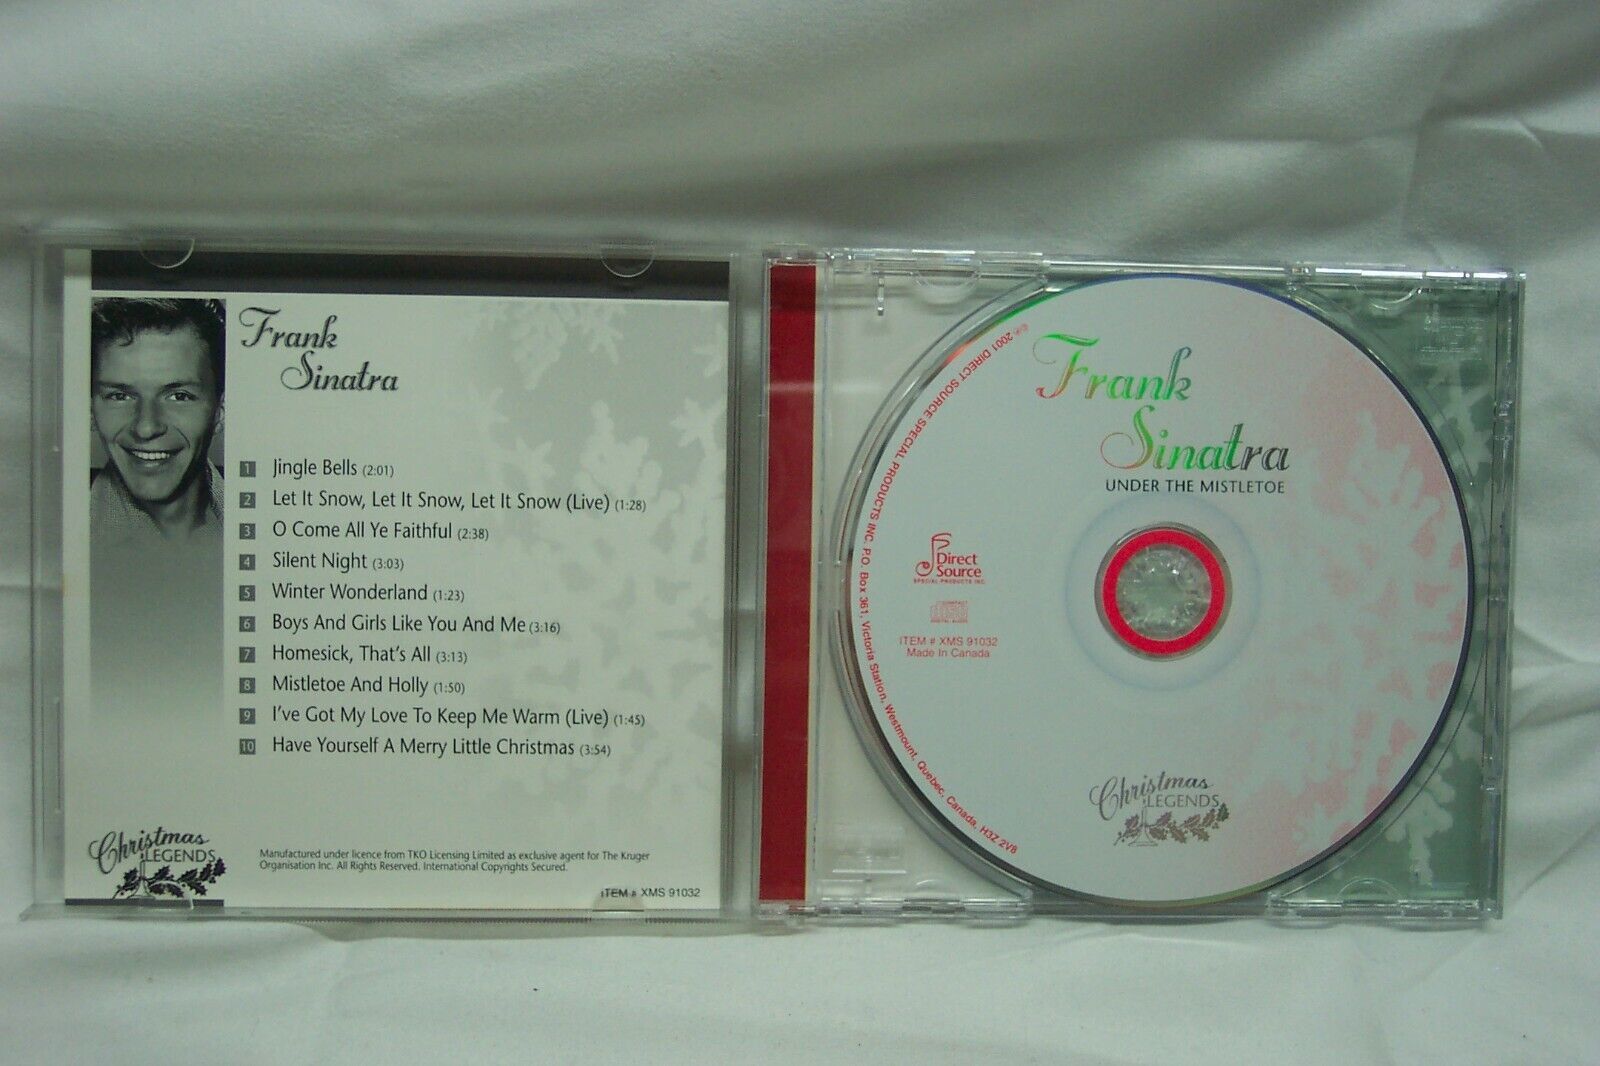 Frank
Sinatra
1 Jingle Bells (2:01)
2 Let It Snow, Let It Snow, Let It Snow (Live) (1:28)
3 O Come All Ye Faithful (2:38)
4 Silent Night (3:03)
5 Winter Wonderland (1:23)
6 Boys And Girls Like You And Me (3:16)
7 Homesick, That's All (3:13)
8 Mistletoe And Holly (1:50)
9 I've Got My Love To Keep Me Warm (Live) (1:45)
10 Have Yourself A Merry Little Christmas (3:54)
Christmas
LEGENDS
Manufactured under licence from TKO Licensing Limited as exclusive agent for The Kruger
Organisation Inc. All Rights Reserved. International Copyrights Secured.
ITEM # XMS 91032
Frank
Sinatra
UNDER THE MISTLETOE
©℗ 2001 DIRECT SOURCE SPECIAL PRODUCTS INC. P.O. Box 361, Victoria Station, Westmount, Quebec, Canada, H3Z 2V8
Direct
Source
SPECIAL PRODUCTS INC.
COMPACT
disc
DIGITAL AUDIO
ITEM # XMS 91032
Made In Canada
Christmas
LEGENDS